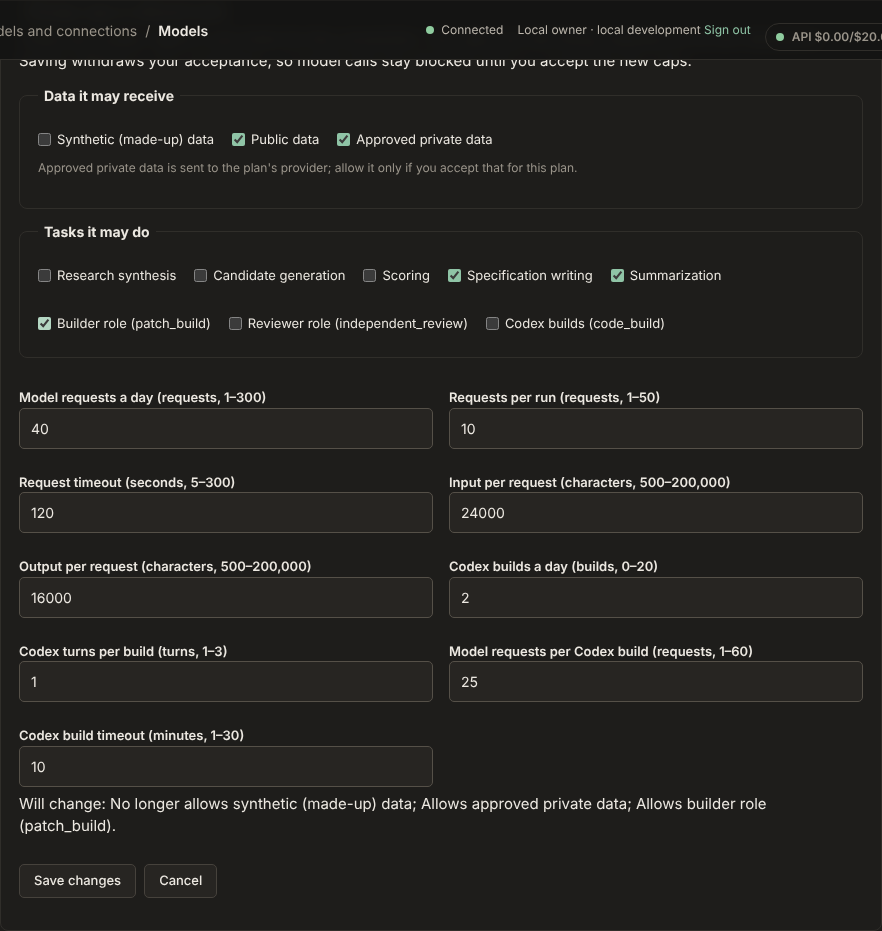 dels and connections / Models
Connected Local owner · local development Sign out
API $0.00/$20.
Saving withdraws your acceptance, so model calls stay blocked until you accept the new caps.
Data it may receive
Synthetic (made-up) data Public data Approved private data
Approved private data is sent to the plan's provider; allow it only if you accept that for this plan.
Tasks it may do
Research synthesis Candidate generation Scoring Specification writing Summarization
Builder role (patch_build) Reviewer role (independent_review) Codex builds (code_build)
Model requests a day (requests, 1–300) Requests per run (requests, 1–50)
40 10
Request timeout (seconds, 5–300) Input per request (characters, 500–200,000)
120 24000
Output per request (characters, 500–200,000) Codex builds a day (builds, 0–20)
16000 2
Codex turns per build (turns, 1–3) Model requests per Codex build (requests, 1–60)
1 25
Codex build timeout (minutes, 1–30)
10
Will change: No longer allows synthetic (made-up) data; Allows approved private data; Allows builder role
(patch_build).
Save changes Cancel